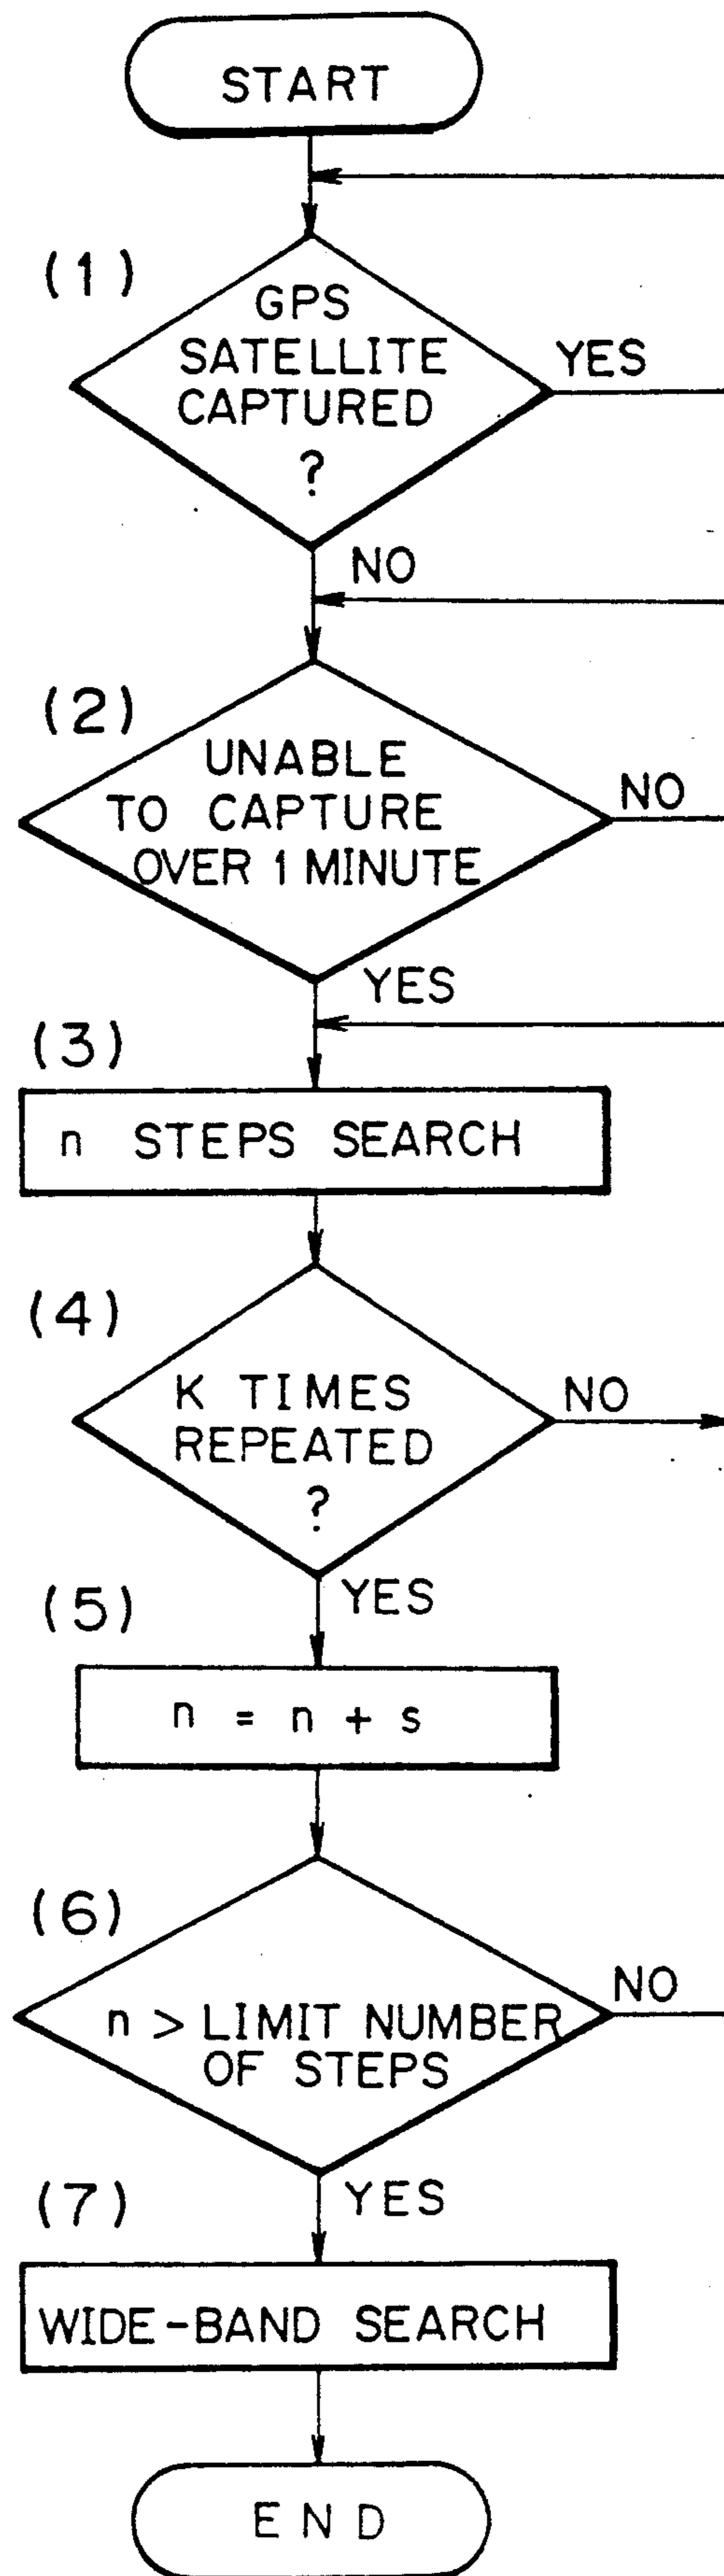 START
(1)
GPS
SATELLITE
CAPTURED
?
YES
NO
(2)
UNABLE
TO CAPTURE
OVER 1 MINUTE
NO
YES
(3)
n STEPS SEARCH
(4)
K TIMES
REPEATED
?
NO
YES
(5)
n = n + s
(6)
n > LIMIT NUMBER
OF STEPS
NO
YES
(7)
WIDE-BAND SEARCH
END